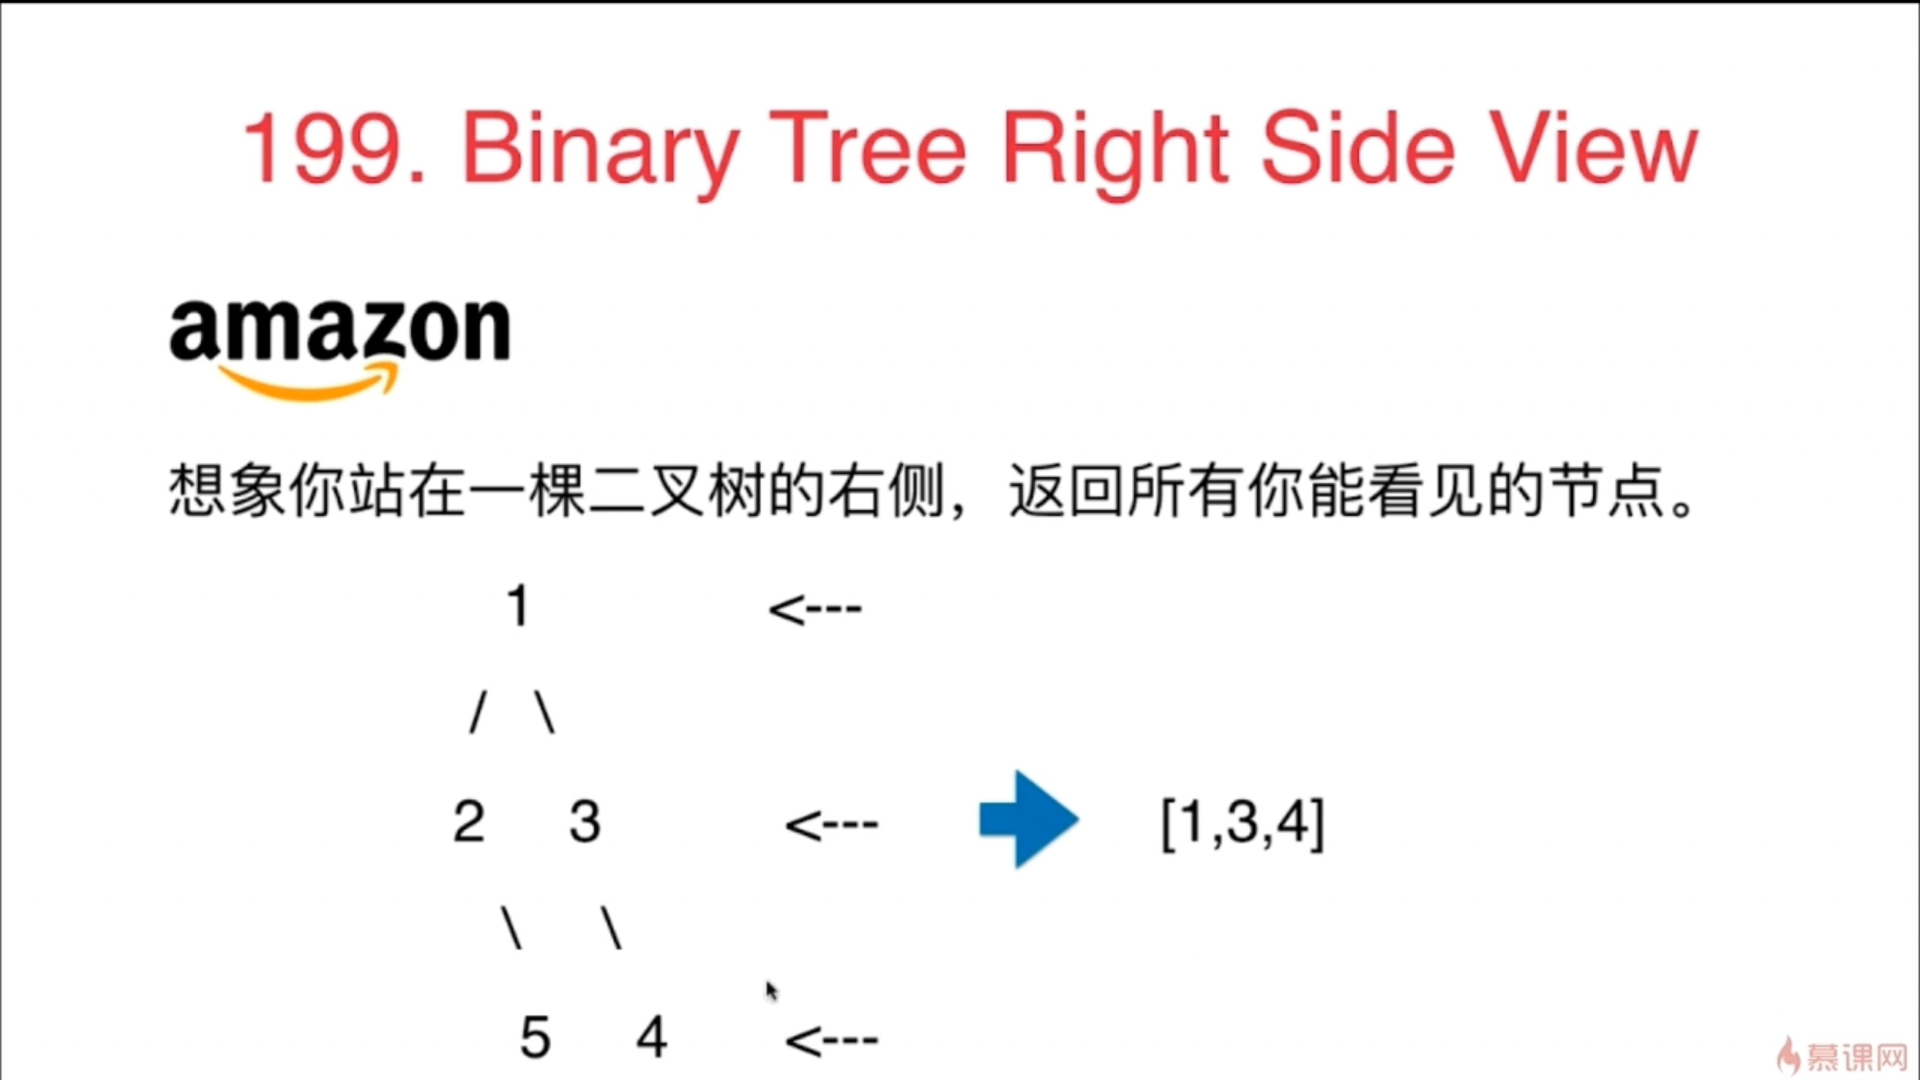 199. Binary Tree Right Side View
amazon
想象你站在一棵二叉树的右侧，返回所有你能看见的节点。
1 <---
/ \
2 3 <--- [1,3,4]
\ \
5 4 <---
慕课网